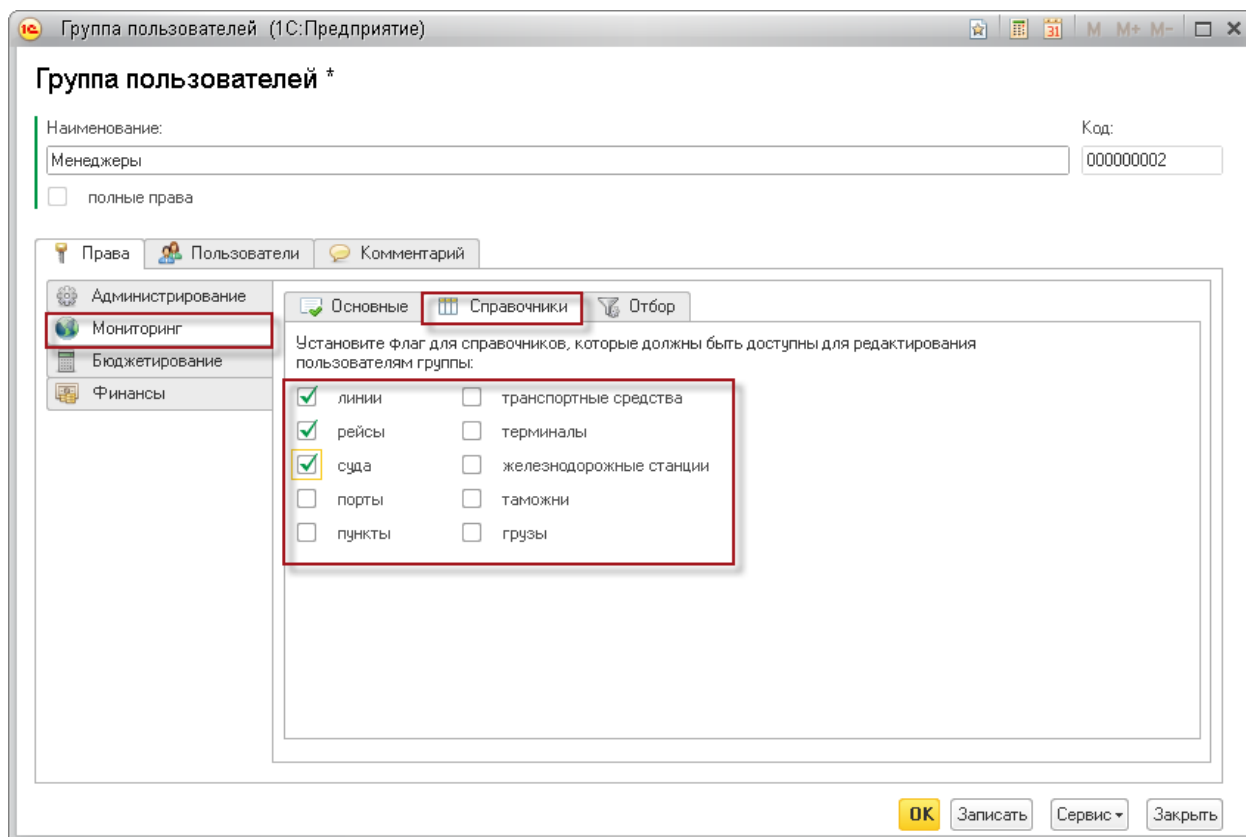 Группа пользователей (1С:Предприятие)
M M+ M-
31
Группа пользователей *
Наименование:
Код:
Менеджеры
000000002
полные права
Права Пользователи Комментарий
Администрирование
Мониторинг
Бюджетирование
Финансы
Основные Справочники Отбор
Установите флаг для справочников, которые должны быть доступны для редактирования
пользователям группы:
линии транспортные средства
рейсы терминалы
суда железнодорожные станции
порты таможни
пункты грузы
OK Записать Сервис Закрыть